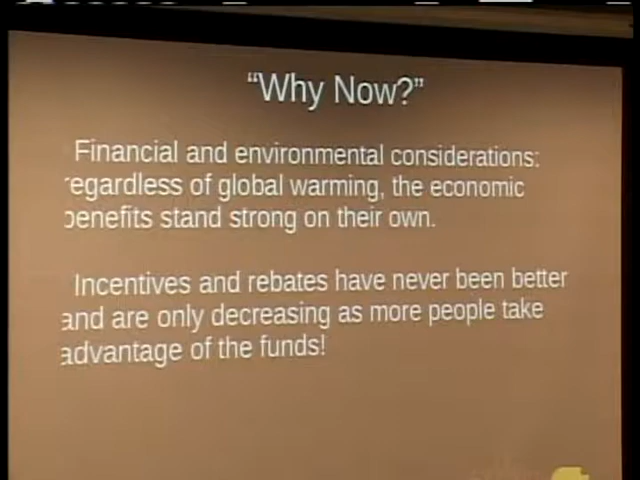 “Why Now?”
Financial and environmental considerations:
regardless of global warming, the economic
benefits stand strong on their own.
Incentives and rebates have never been better
and are only decreasing as more people take
advantage of the funds!